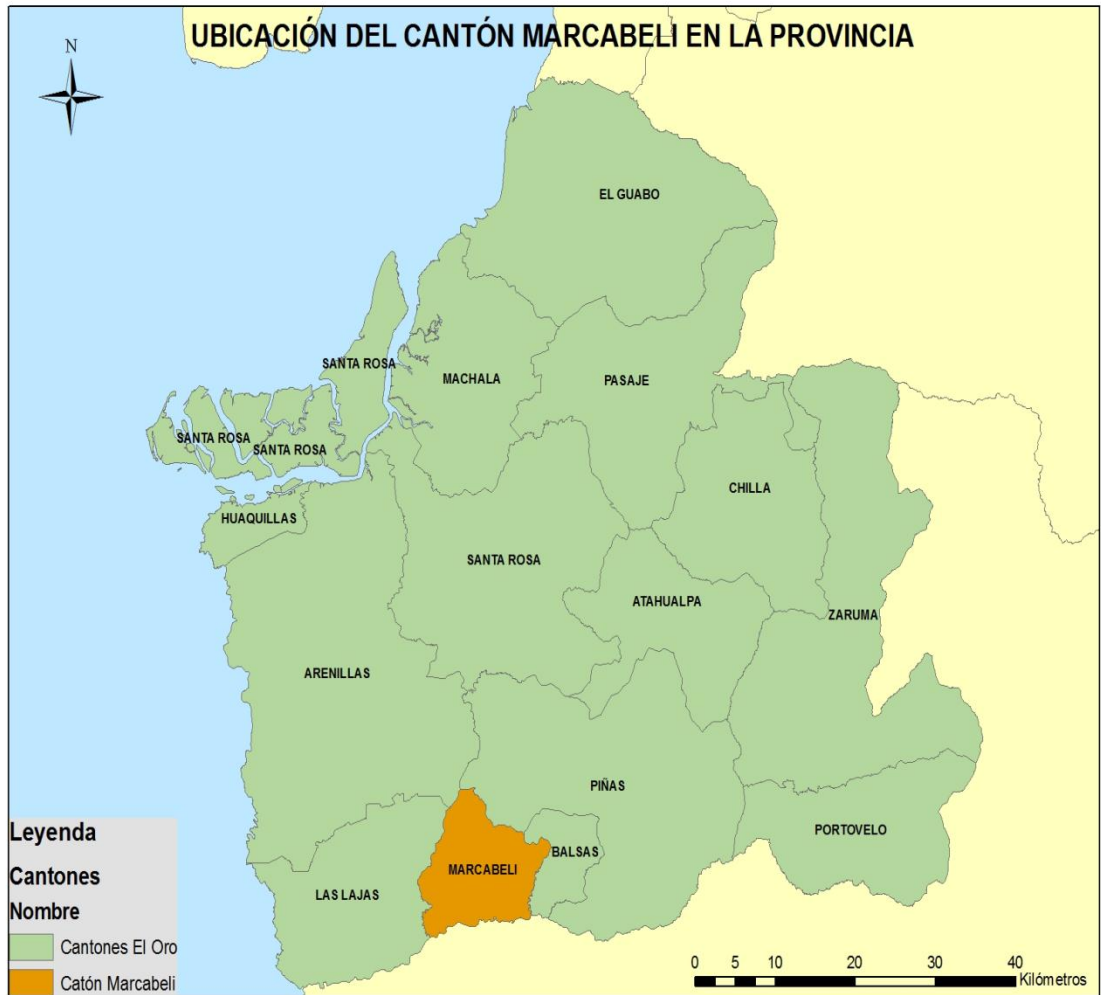 UBICACIÓN DEL CANTÓN MARCABELI EN LA PROVINCIA
N
EL GUABO
SANTA ROSA
MACHALA
PASAJE
SANTA ROSA
SANTA ROSA
CHILLA
HUAQUILLAS
SANTA ROSA
ATAHUALPA
ZARUMA
ARENILLAS
PIÑAS
PORTOVELO
BALSAS
MARCABELI
LAS LAJAS
Leyenda
Cantones
Nombre
Cantones El Oro
Catón Marcabeli
0 5 10 20 30 40
Kilómetros